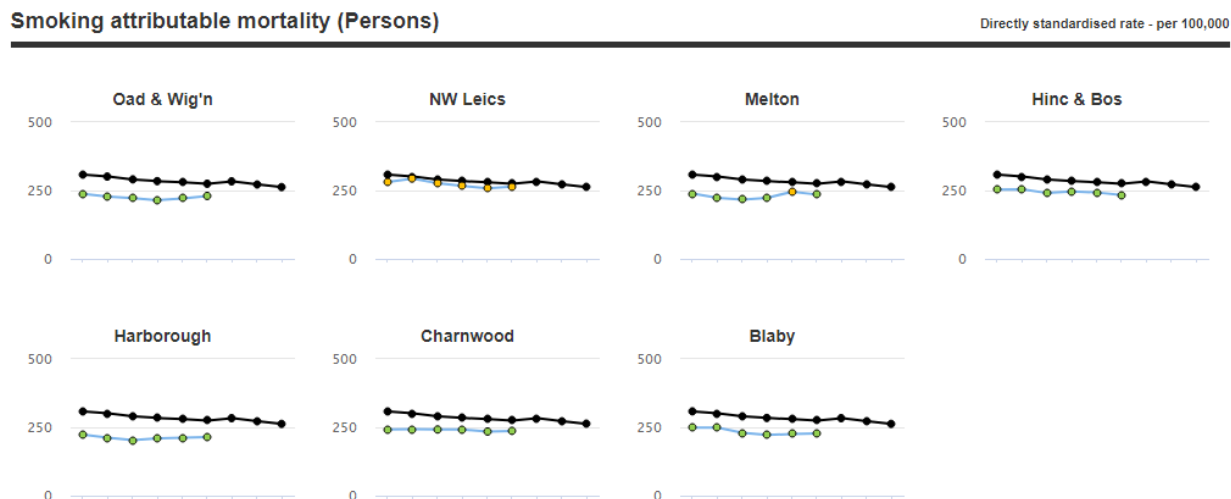 Smoking attributable mortality (Persons)
Directly standardised rate - per 100,000
Oad & Wig'n
NW Leics
Melton
Hinc & Bos
500
500
500
500
250
250
250
250
0
0
0
0
Harborough
Charnwood
Blaby
500
500
500
250
250
250
0
0
0